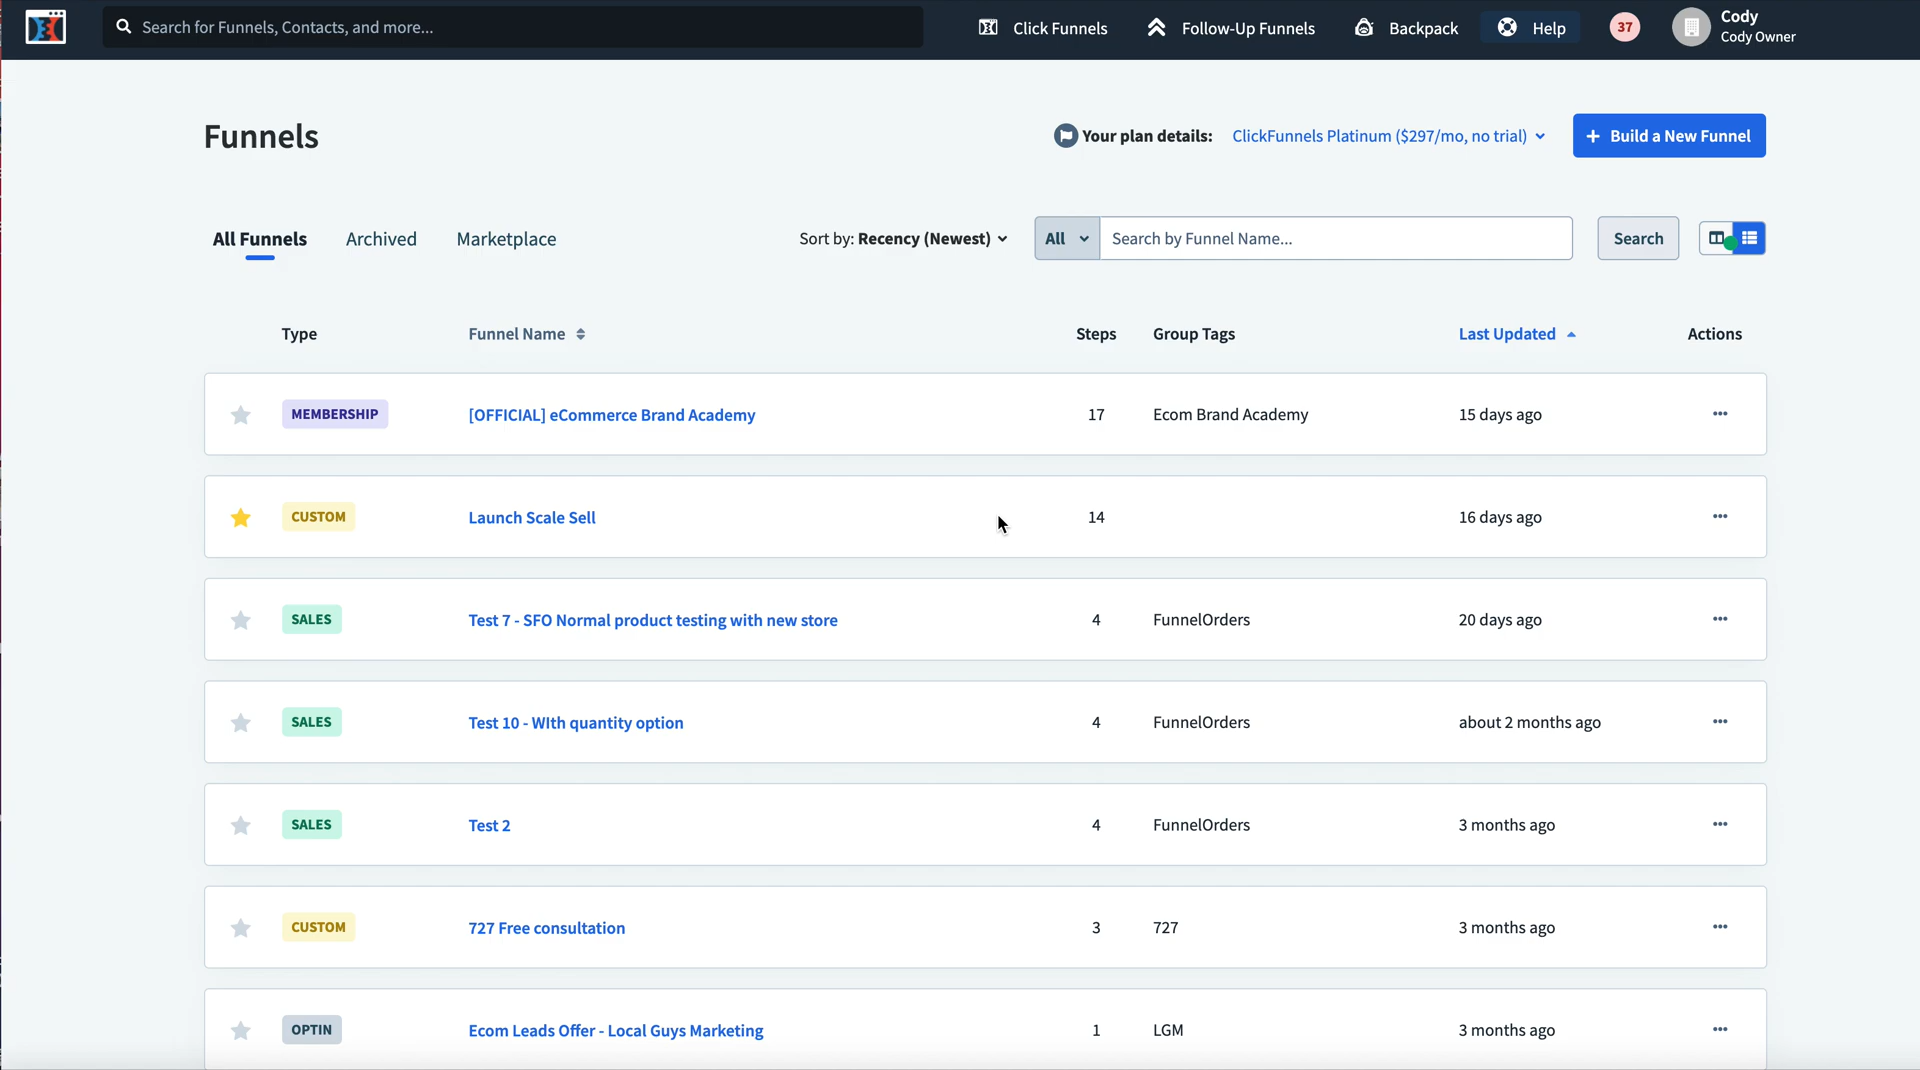 Search for Funnels, Contacts, and more...
Click Funnels
Follow-Up Funnels
Backpack
Help
37
Cody
Cody Owner
Funnels
Your plan details: ClickFunnels Platinum ($297/mo, no trial)
+ Build a New Funnel
All Funnels
Archived
Marketplace
Sort by: Recency (Newest)
All
Search by Funnel Name...
Search
Type Funnel Name Steps Group Tags Last Updated Actions
MEMBERSHIP [OFFICIAL] eCommerce Brand Academy 17 Ecom Brand Academy 15 days ago
CUSTOM Launch Scale Sell 14 16 days ago
SALES Test 7 - SFO Normal product testing with new store 4 FunnelOrders 20 days ago
SALES Test 10 - WIth quantity option 4 FunnelOrders about 2 months ago
SALES Test 2 4 FunnelOrders 3 months ago
CUSTOM 727 Free consultation 3 727 3 months ago
OPTIN Ecom Leads Offer - Local Guys Marketing 1 LGM 3 months ago